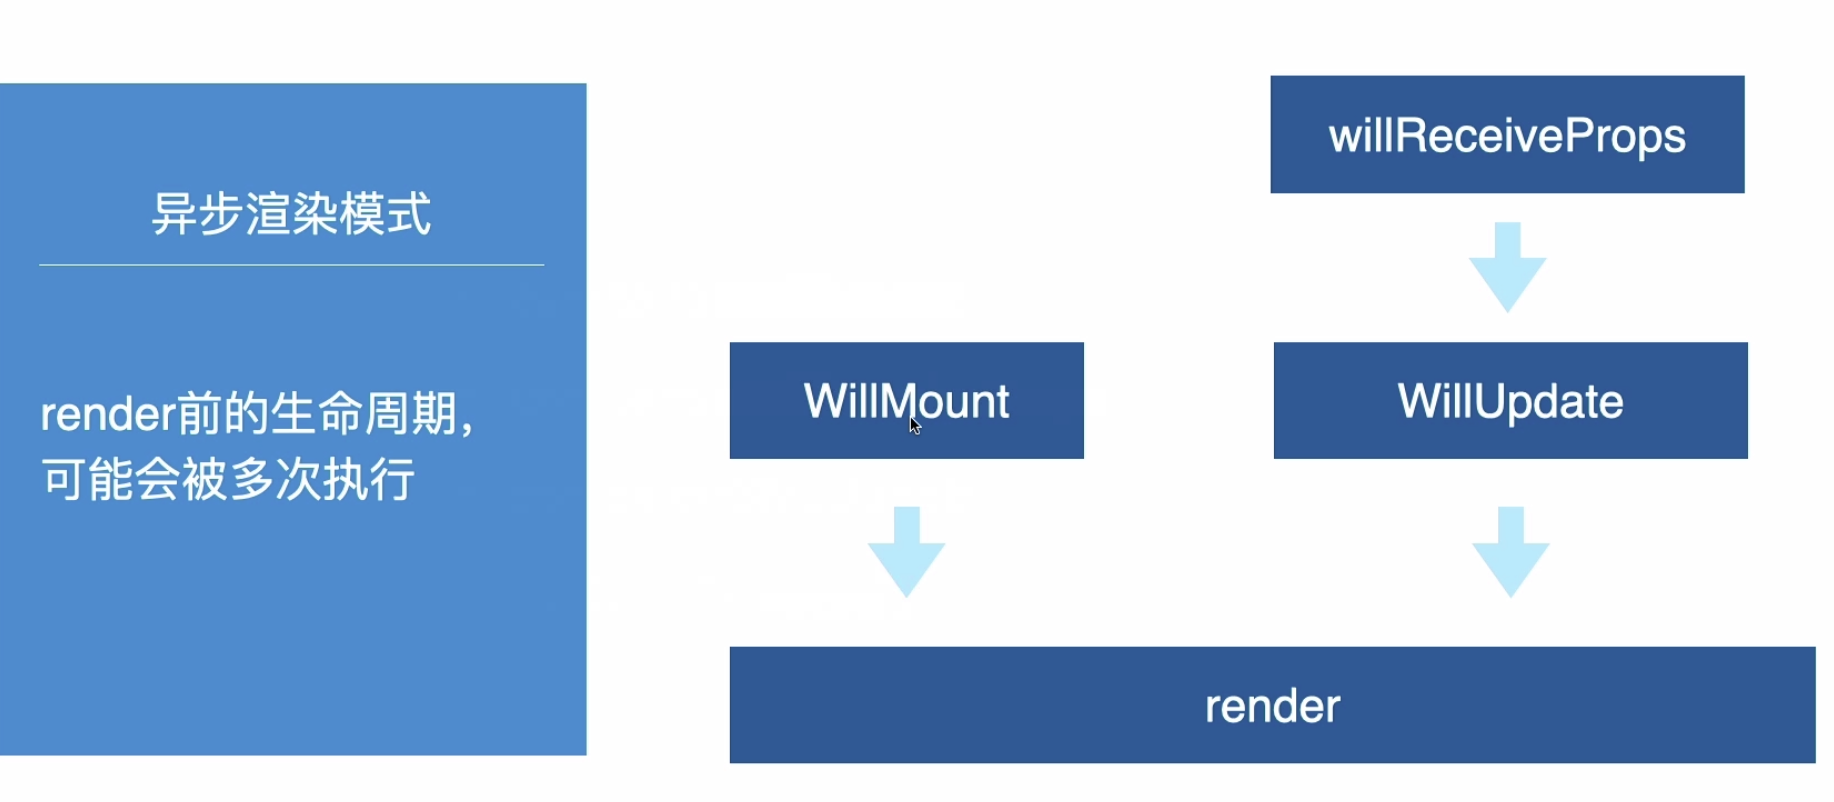 异步渲染模式
render前的生命周期，
可能会被多次执行
willReceiveProps
WillMount
WillUpdate
render